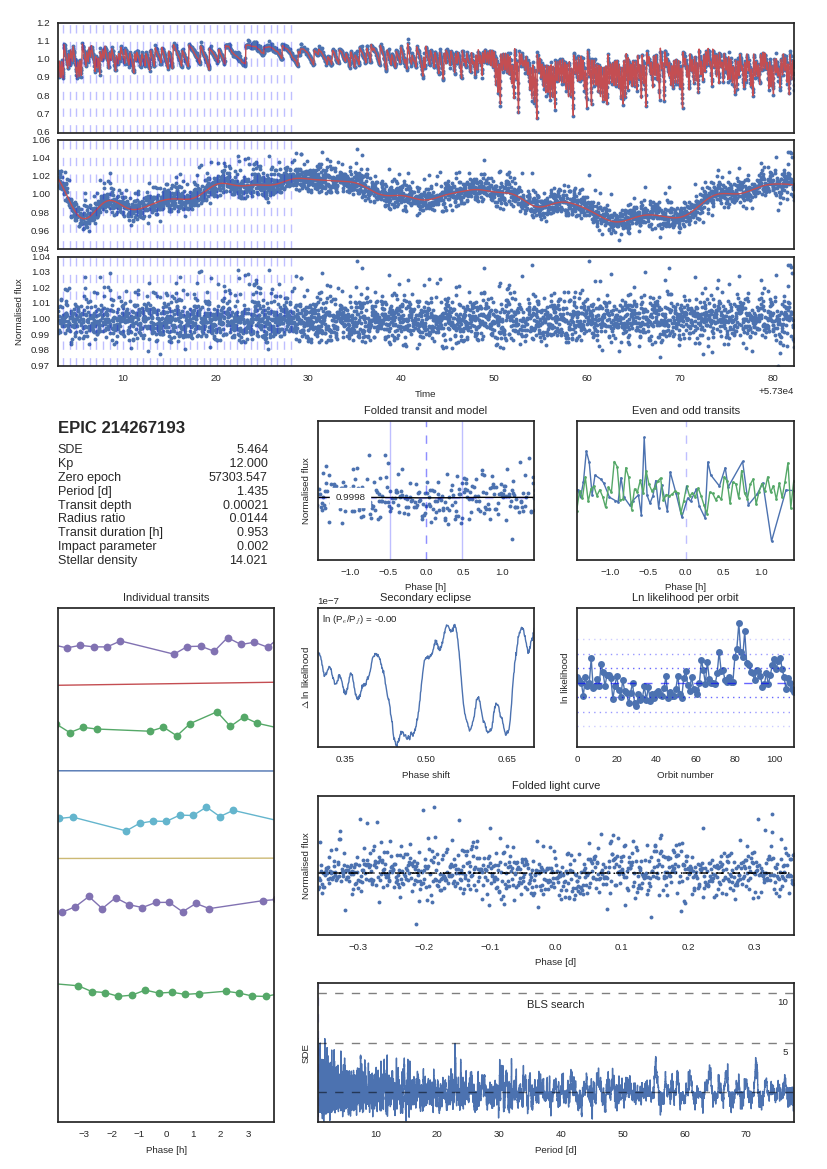 1.2
1.1
1.0
0.9
0.8
0.7
0.6
1.06
1.04
1.02
1.00
0.98
0.96
0.94
1.04
1.03
1.02
1.01
1.00
0.99
0.98
0.97
Normalised flux
10 20 30 40 50 60 70 80
Time
+5.73e4
EPIC 214267193
SDE 5.464
Kp 12.000
Zero epoch 57303.547
Period [d] 1.435
Transit depth 0.00021
Radius ratio 0.0144
Transit duration [h] 0.953
Impact parameter 0.002
Stellar density 14.021
Folded transit and model
Normalised flux
0.9998
−1.0 −0.5 0.0 0.5 1.0
Phase [h]
Even and odd transits
−1.0 −0.5 0.0 0.5 1.0
Phase [h]
Individual transits
−3 −2 −1 0 1 2 3
Phase [h]
Secondary eclipse
1e−7
ln (Pₑ/P_f) = -0.00
Δ ln likelihood
0.35 0.50 0.65
Phase shift
Ln likelihood per orbit
ln likelihood
0 20 40 60 80 100
Orbit number
Folded light curve
Normalised flux
−0.3 −0.2 −0.1 0.0 0.1 0.2 0.3
Phase [d]
BLS search
10
5
SDE
10 20 30 40 50 60 70
Period [d]